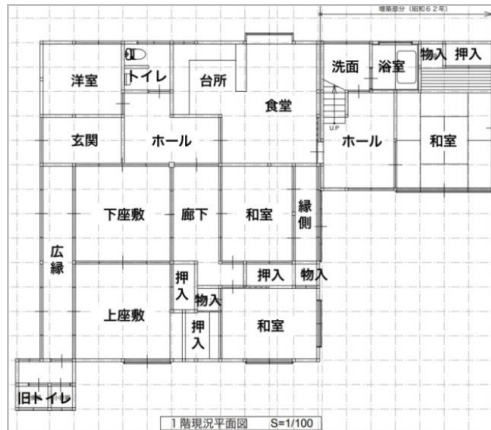 増築部分（昭和６２年）
洋室
トイレ
台所
食堂
洗面
浴室
物入
押入
玄関
ホール
UP
ホール
和室
広縁
下座敷
廊下
和室
縁側
上座敷
押入
物入
押入
押入
物入
和室
旧トイレ
１階現況平面図 S=1/100